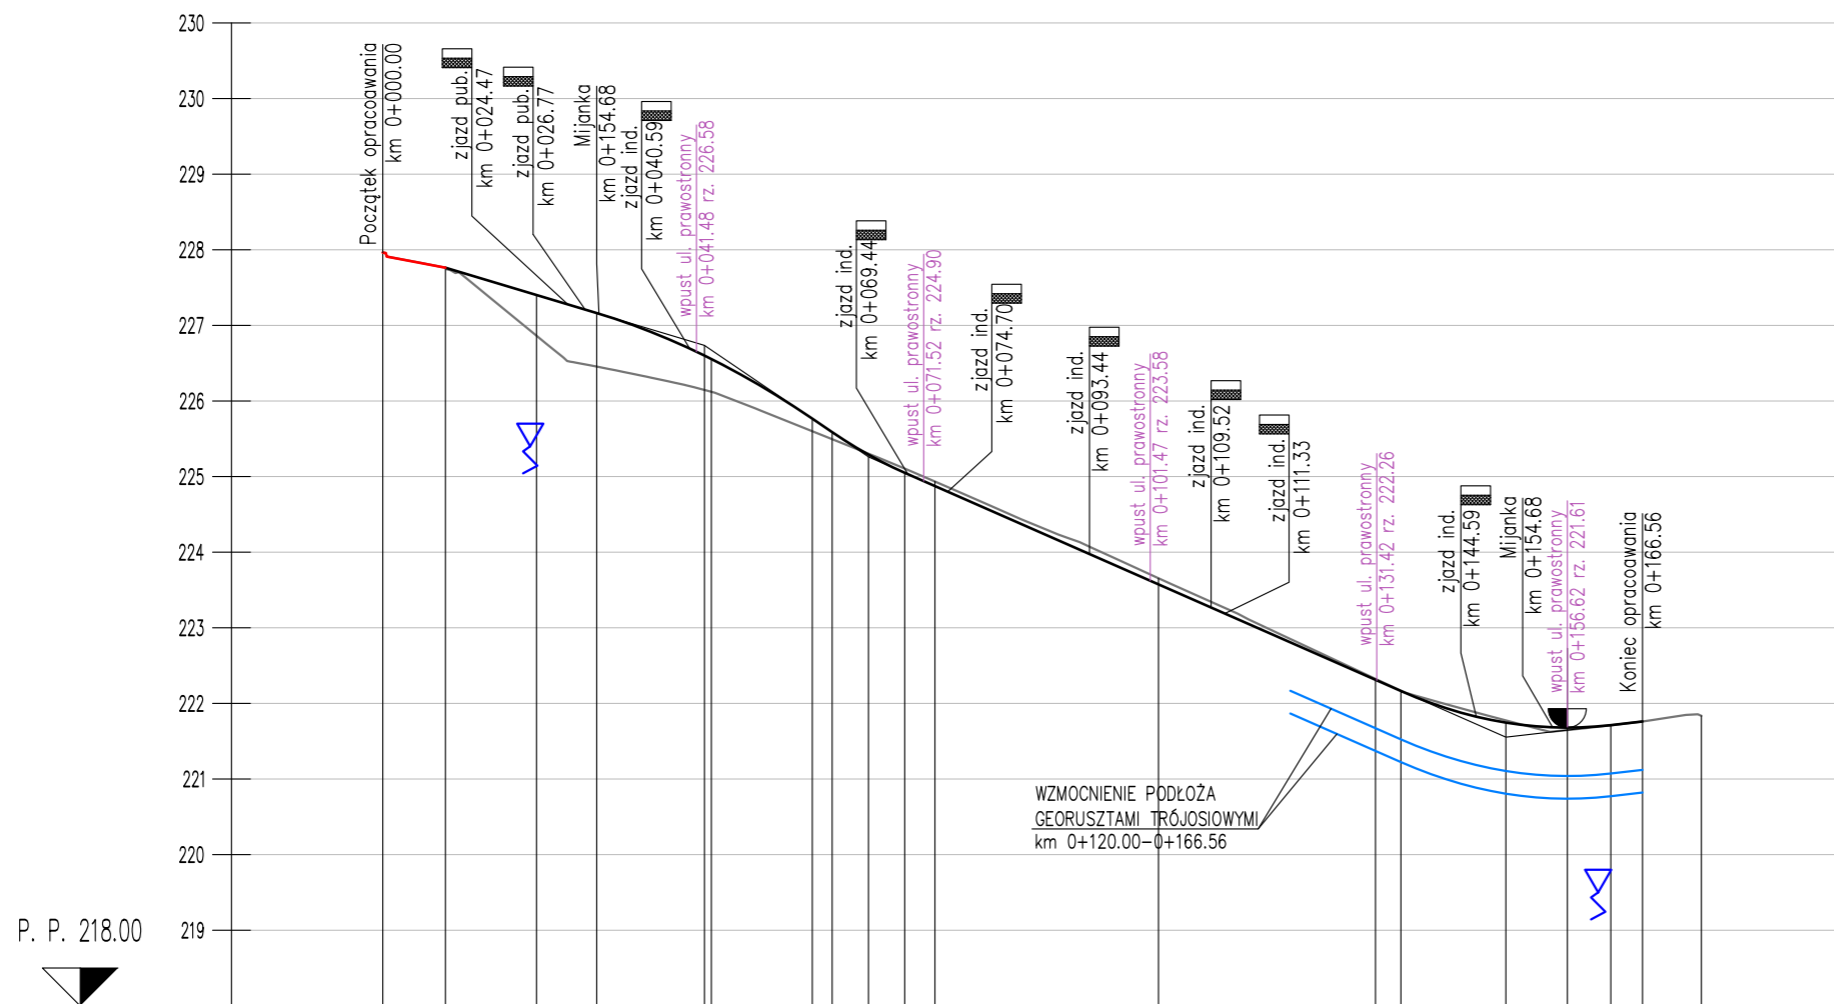 230
230
229
228
227
226
225
224
223
222
221
220
219
P. P. 218.00
Początek opracoawania
km 0+000.00
zjazd pub.
km 0+024.47
zjazd pub.
km 0+026.77
Mijanka
km 0+154.68
zjazd ind.
km 0+040.59
wpust ul. prawostronny
km 0+041.48 rz. 226.58
zjazd ind.
km 0+069.44
wpust ul. prawostronny
km 0+071.52 rz. 224.90
zjazd ind.
km 0+074.70
zjazd ind.
km 0+093.44
wpust ul. prawostronny
km 0+101.47 rz. 223.58
zjazd ind.
km 0+109.52
zjazd ind.
km 0+111.33
wpust ul. prawostronny
km 0+131.42 rz. 222.26
zjazd ind.
km 0+144.59
Mijanka
km 0+154.68
wpust ul. prawostronny
km 0+156.62 rz. 221.61
Koniec opracoawania
km 0+166.56
WZMOCNIENIE PODŁOŻA
GEORUSZTAMI TRÓJOSIOWYMI
km 0+120.00-0+166.56